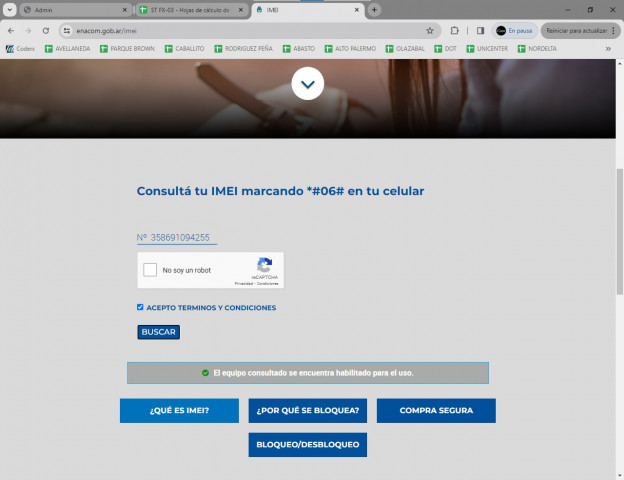 Admin
ST FX-03 - Hojas de cálculo de
IMEI
enacom.gob.ar/imei
En pausa
Reiniciar para actualizar
Coders
AVELLANEDA
PARQUE BROWN
CABALLITO
RODRIGUEZ PEÑA
ABASTO
ALTO PALERMO
OLAZABAL
DOT
UNICENTER
NORDELTA
Consultá tu IMEI marcando *#06# en tu celular
Nº 358691094255
No soy un robot
reCAPTCHA
Privacidad - Condiciones
ACEPTO TERMINOS Y CONDICIONES
BUSCAR
El equipo consultado se encuentra habilitado para el uso.
¿QUÉ ES IMEI?
¿POR QUÉ SE BLOQUEA?
COMPRA SEGURA
BLOQUEO/DESBLOQUEO